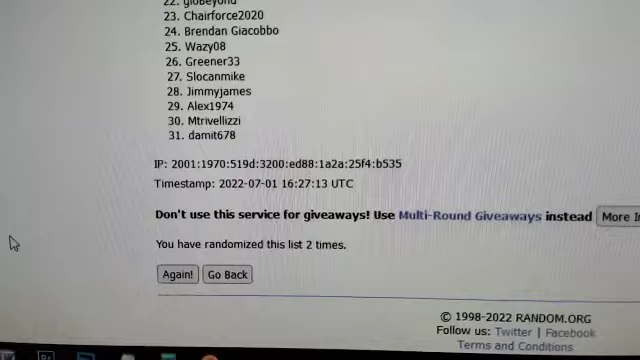 22. gioBeyond
23. Chairforce2020
24. Brendan Giacobbo
25. Wazy08
26. Greener33
27. Slocanmike
28. Jimmyjames
29. Alex1974
30. Mtrivellizzi
31. damit678
IP: 2001:1970:519d:3200:ed88:1a2a:25f4:b535
Timestamp: 2022-07-01 16:27:13 UTC
Don't use this service for giveaways! Use Multi-Round Giveaways instead More
You have randomized this list 2 times.
Again! Go Back
© 1998-2022 RANDOM.ORG
Follow us: Twitter | Facebook
Terms and Conditions